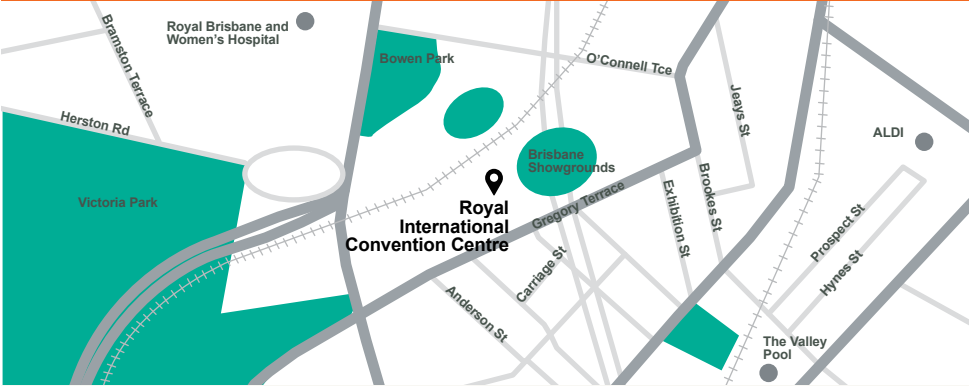 Royal Brisbane and
Women's Hospital
Bramston Terrace
Bowen Park
O'Connell Tce
Herston Rd
Jeays St
ALDI
Brisbane
Showgrounds
Victoria Park
Royal
International
Convention Centre
Gregory Terrace
Exhibition St
Brookes St
Prospect St
Hynes St
Carriage St
Anderson St
The Valley
Pool